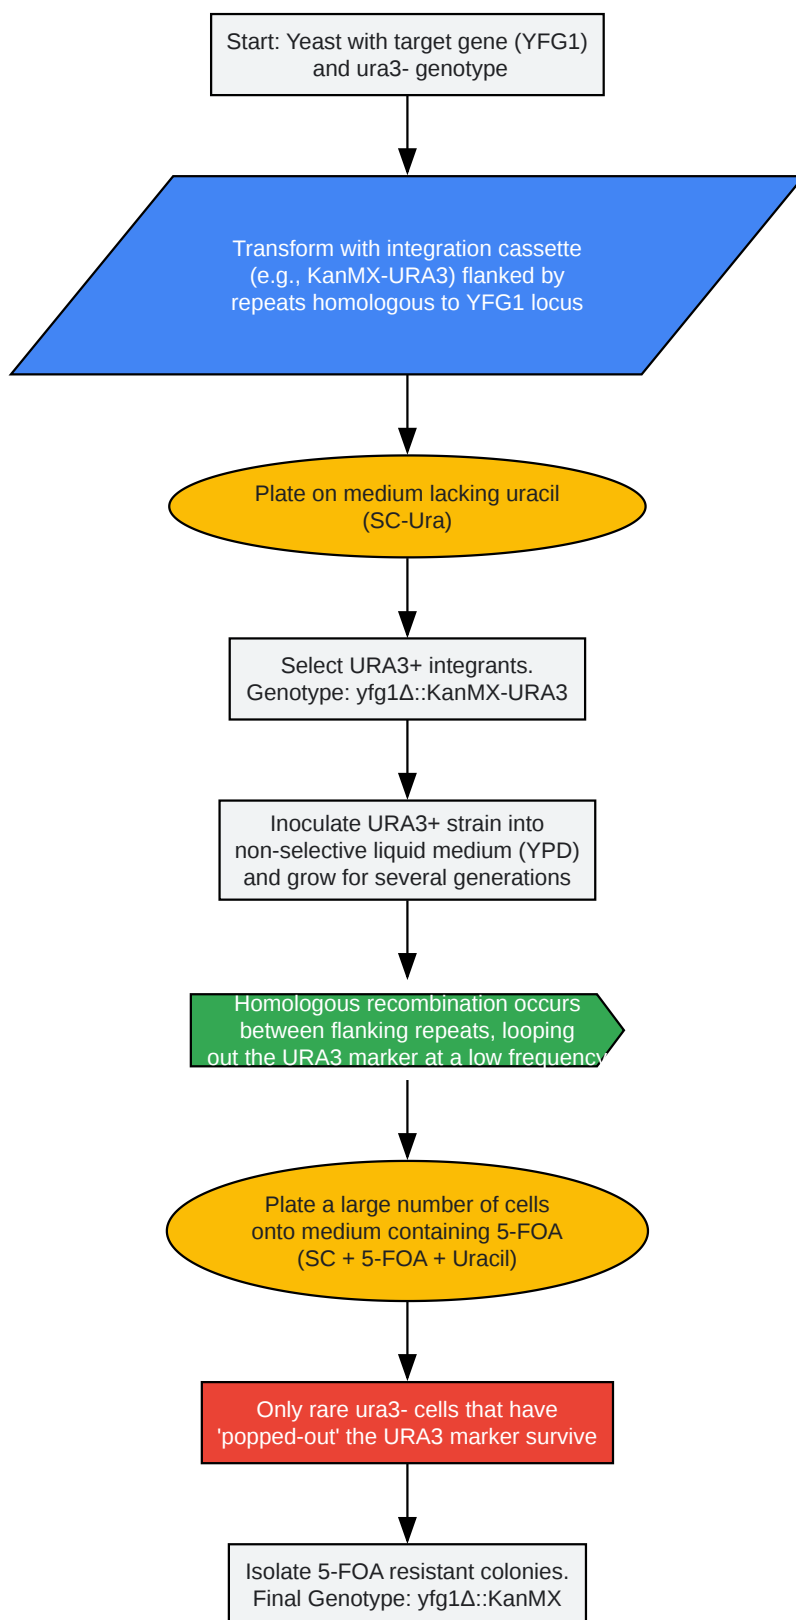 Start: Yeast with target gene (YFG1)
and ura3- genotype
Transform with integration cassette
(e.g., KanMX-URA3) flanked by
repeats homologous to YFG1 locus
Plate on medium lacking uracil
(SC-Ura)
Select URA3+ integrants.
Genotype: yfg1Δ::KanMX-URA3
Inoculate URA3+ strain into
non-selective liquid medium (YPD)
and grow for several generations
Homologous recombination occurs
between flanking repeats, looping
out the URA3 marker at a low frequency
Plate a large number of cells
onto medium containing 5-FOA
(SC + 5-FOA + Uracil)
Only rare ura3- cells that have
'popped-out' the URA3 marker survive
Isolate 5-FOA resistant colonies.
Final Genotype: yfg1Δ::KanMX